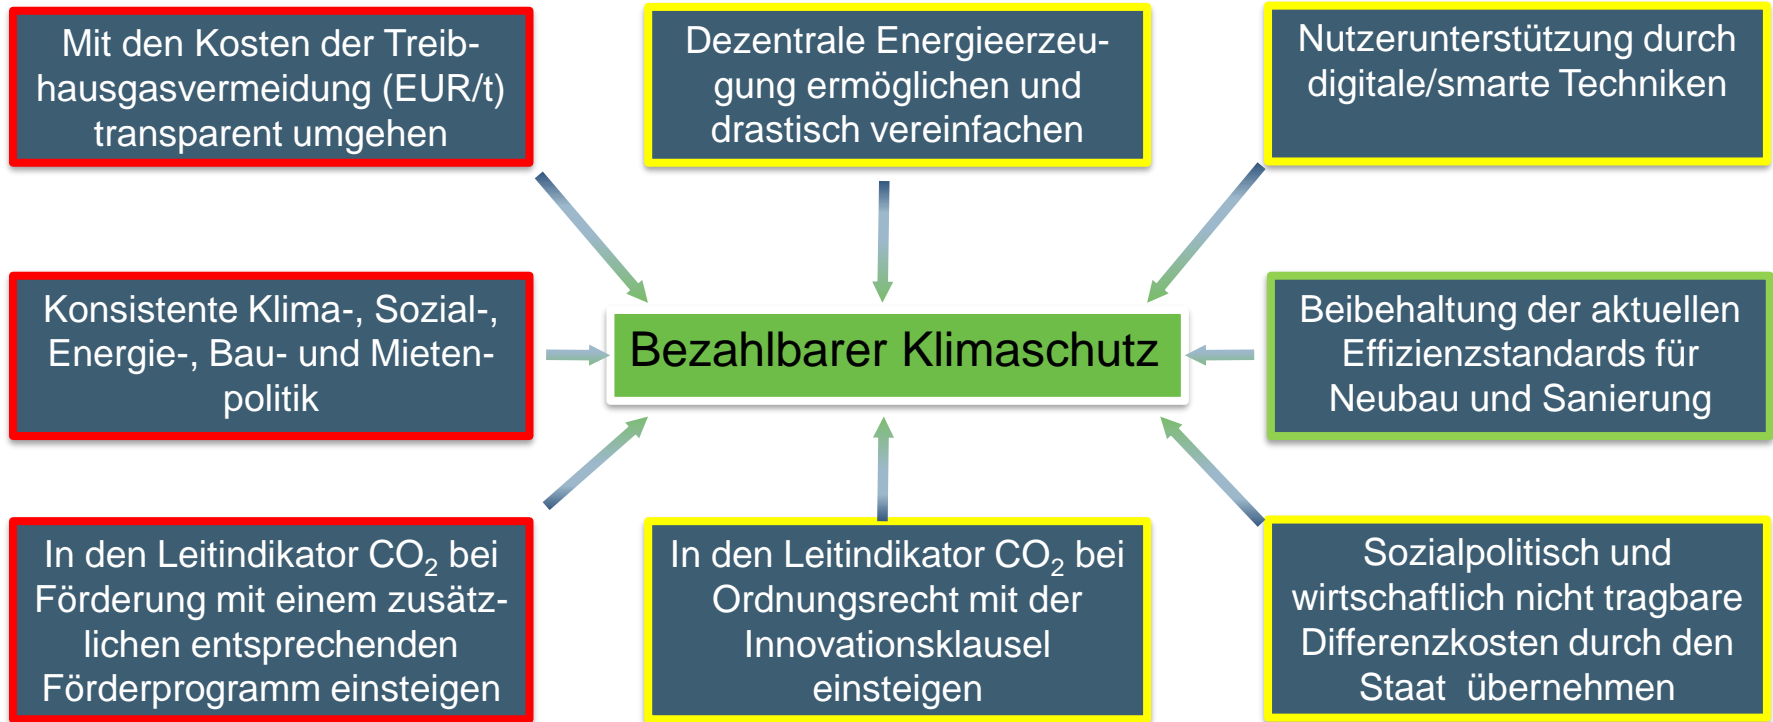 Mit den Kosten der Treib-
hausgasvermeidung (EUR/t)
transparent umgehen
Dezentrale Energieerzeu-
gung ermöglichen und
drastisch vereinfachen
Nutzerunterstützung durch
digitale/smarte Techniken
Konsistente Klima-, Sozial-,
Energie-, Bau- und Mieten-
politik
Bezahlbarer Klimaschutz
Beibehaltung der aktuellen
Effizienzstandards für
Neubau und Sanierung
In den Leitindikator CO₂ bei
Förderung mit einem zusätz-
lichen entsprechenden
Förderprogramm einsteigen
In den Leitindikator CO₂ bei
Ordnungsrecht mit der
Innovationsklausel
einsteigen
Sozialpolitisch und
wirtschaftlich nicht tragbare
Differenzkosten durch den
Staat übernehmen